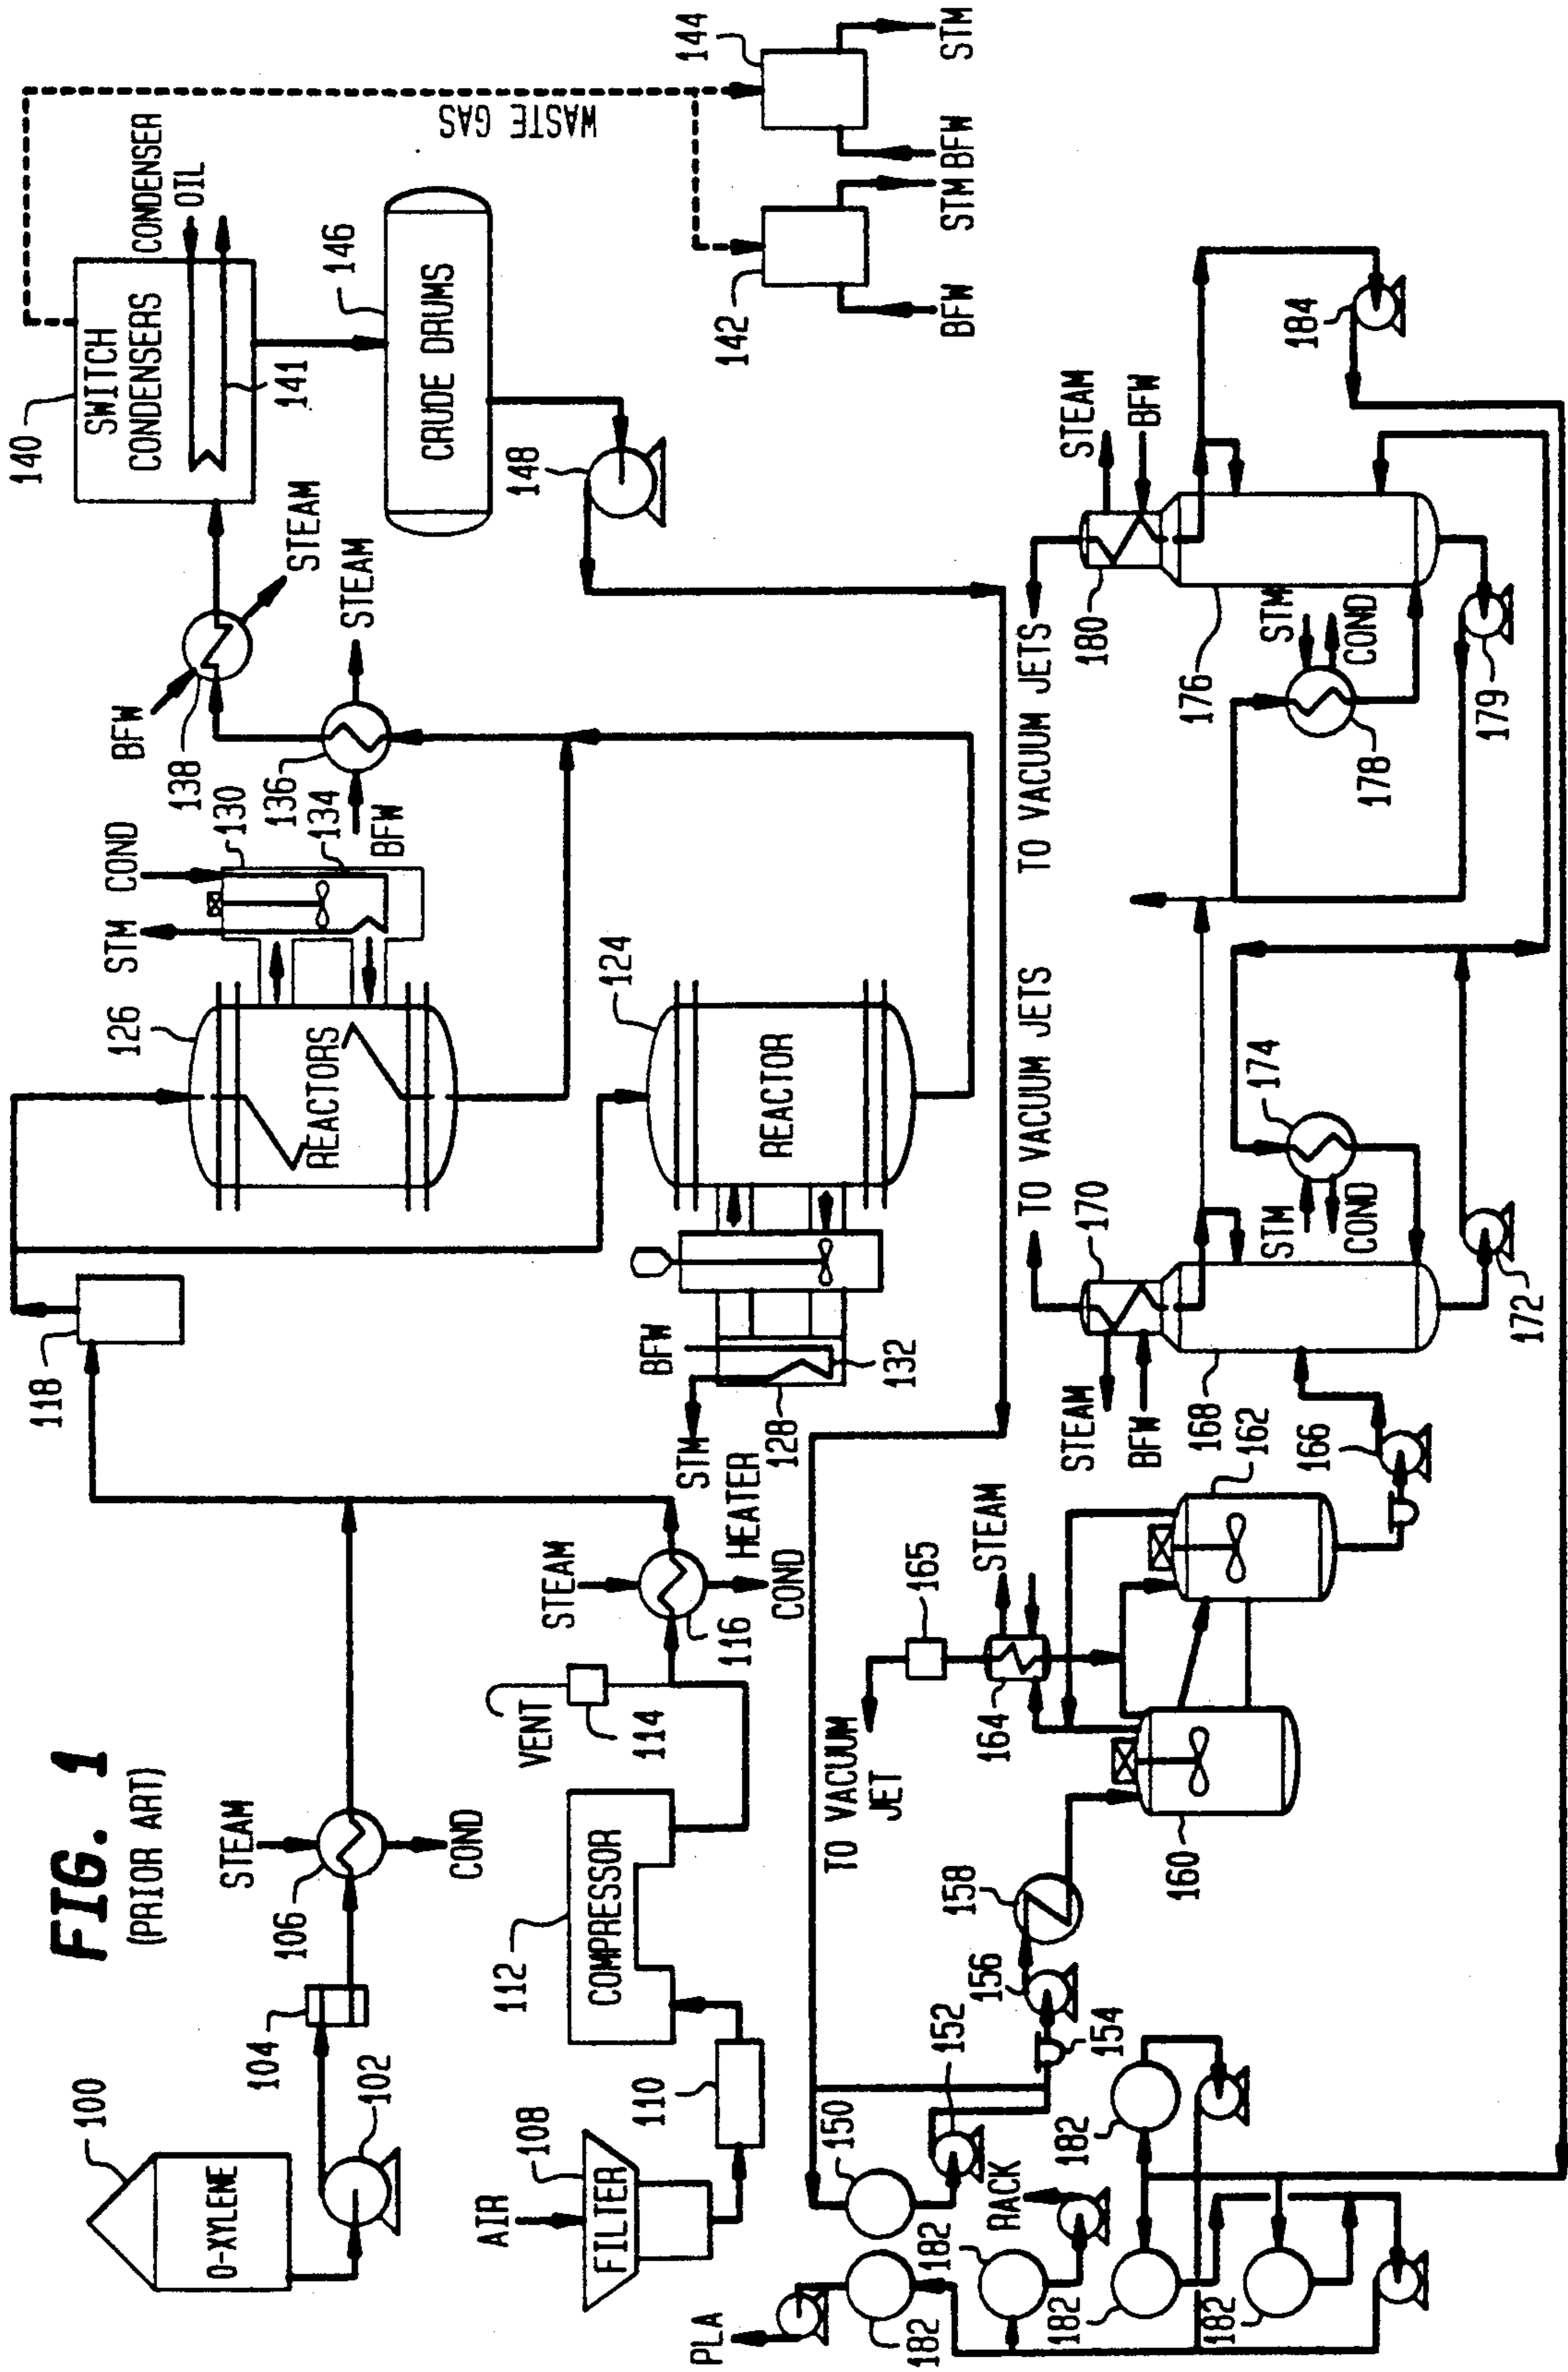 FIG. 1
(PRIOR ART)
100
O-XYLENE
102
104
106
STEAM
COND
AIR
108
FILTER
110
112
COMPRESSOR
VENT
114
116
STEAM
HEATER
COND
118
126
REACTORS
STM
COND
130
134
124
REACTOR
BFW
STM
128
132
136
BFW
STEAM
138
BFW
STEAM
140
SWITCH
CONDENSERS
141
CONDENSER
OIL
146
CRUDE DRUMS
148
WASTE GAS
144
STM
BFW
142
STM
BFW
150
152
154
156
158
160
162
164
165
STEAM
TO VACUUM
JET
166
168
170
STEAM
BFW
TO VACUUM JETS
172
174
STM
COND
176
178
STM
COND
179
180
STEAM
BFW
TO VACUUM JETS
184
PLA
182
182
RACK
182
182
182